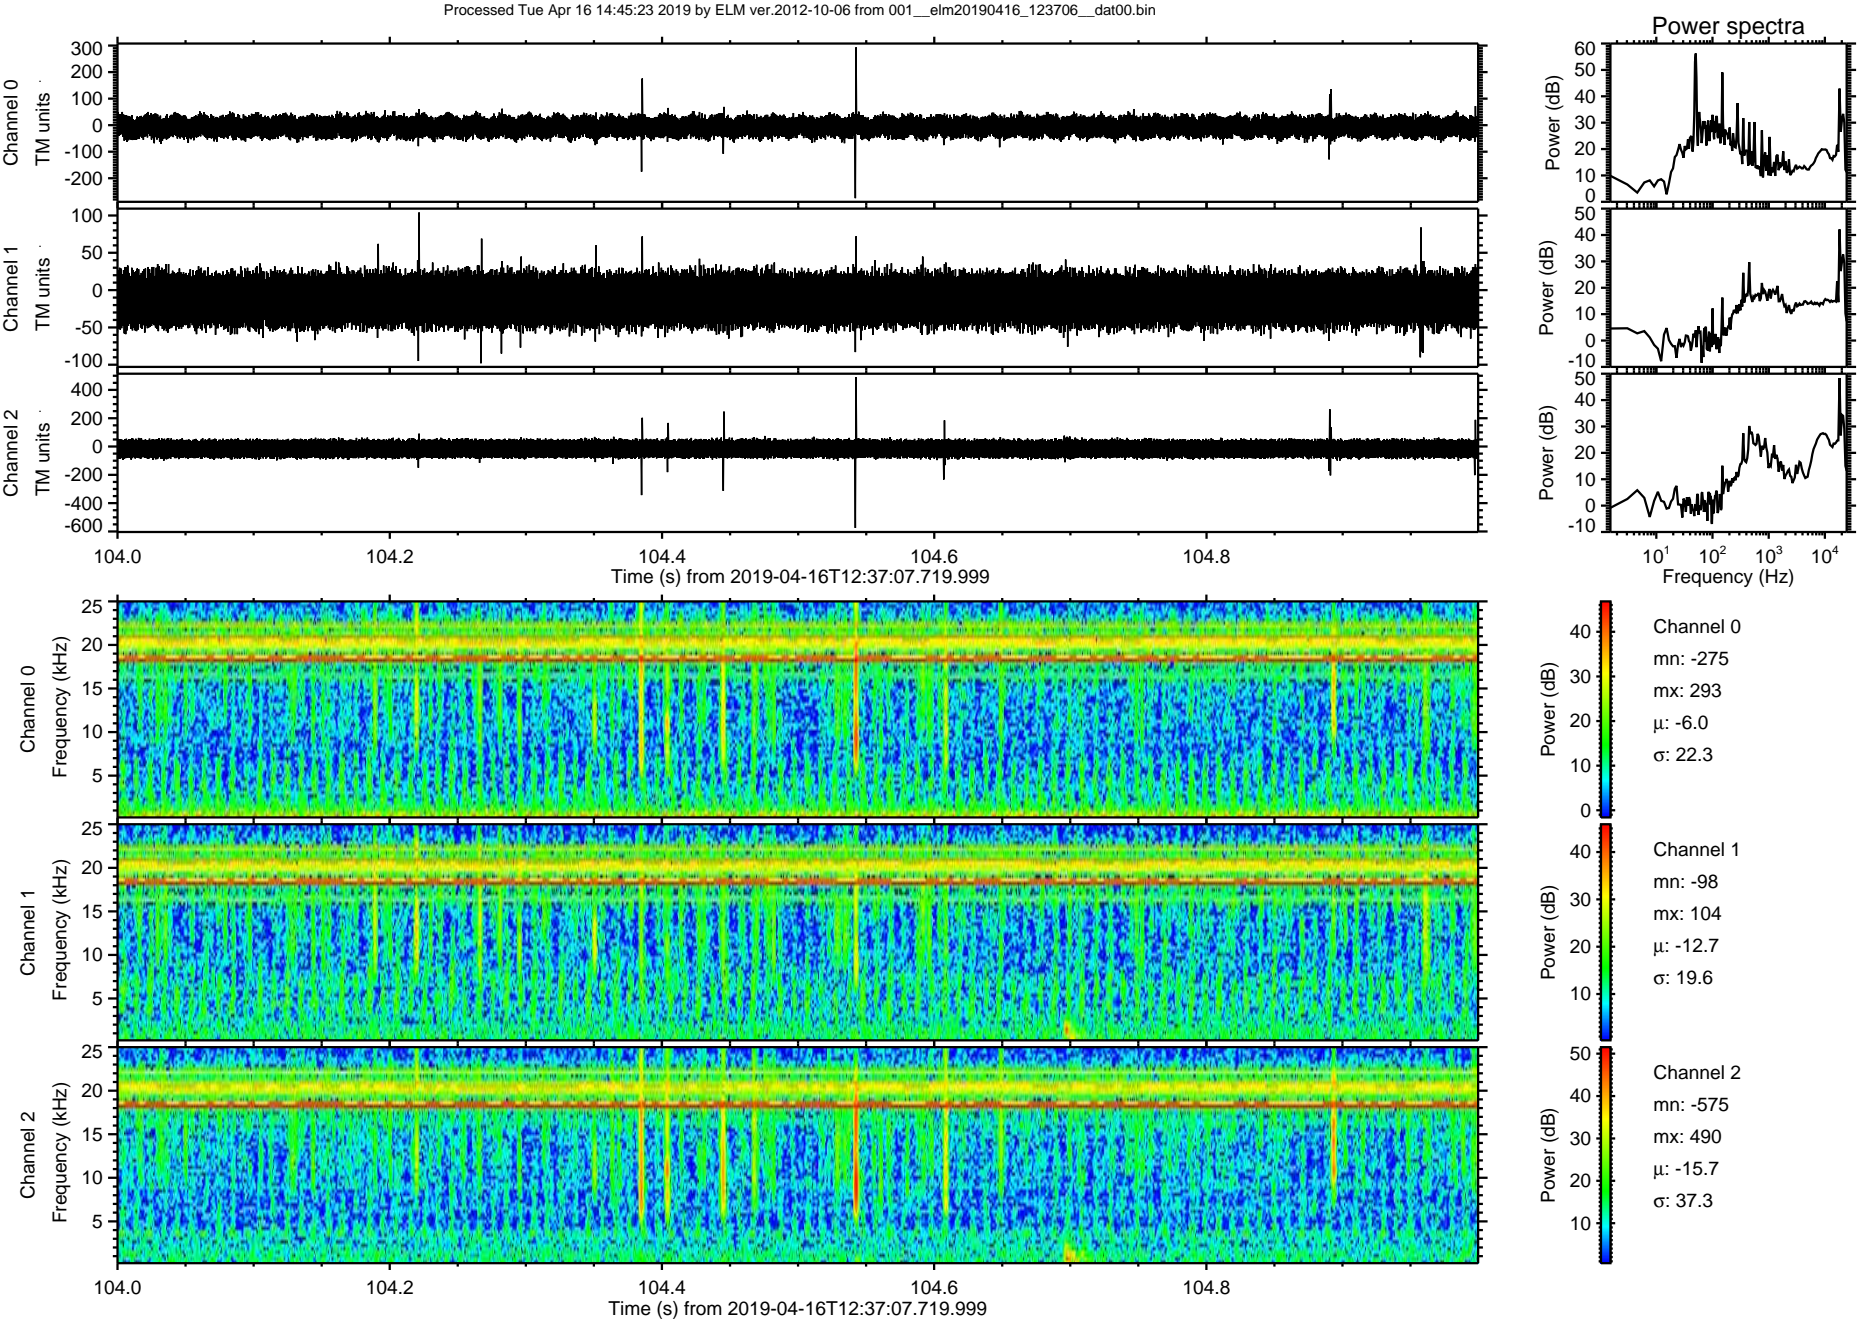 Processed Tue Apr 16 14:45:23 2019 by ELM ver.2012-10-06 from 001__elm20190416_123706__dat00.bin
Power spectra
Channel 0
TM units
300
200
100
0
-100
-200
Power (dB)
60
50
40
30
20
10
0
Channel 1
TM units
100
50
0
-50
-100
Power (dB)
50
40
30
20
10
0
-10
Channel 2
TM units
400
200
0
-200
-400
-600
Power (dB)
50
40
30
20
10
0
-10
104.0 104.2 104.4 104.6 104.8
Time (s) from 2019-04-16T12:37:07.719.999
10¹ 10² 10³ 10⁴
Frequency (Hz)
Channel 0
Frequency (kHz)
25
20
15
10
5
Power (dB)
40
30
20
10
0
Channel 0
mn: -275
mx: 293
μ: -6.0
σ: 22.3
Channel 1
Frequency (kHz)
25
20
15
10
5
Power (dB)
40
30
20
10
Channel 1
mn: -98
mx: 104
μ: -12.7
σ: 19.6
Channel 2
Frequency (kHz)
25
20
15
10
5
Power (dB)
50
40
30
20
10
Channel 2
mn: -575
mx: 490
μ: -15.7
σ: 37.3
104.0 104.2 104.4 104.6 104.8
Time (s) from 2019-04-16T12:37:07.719.999